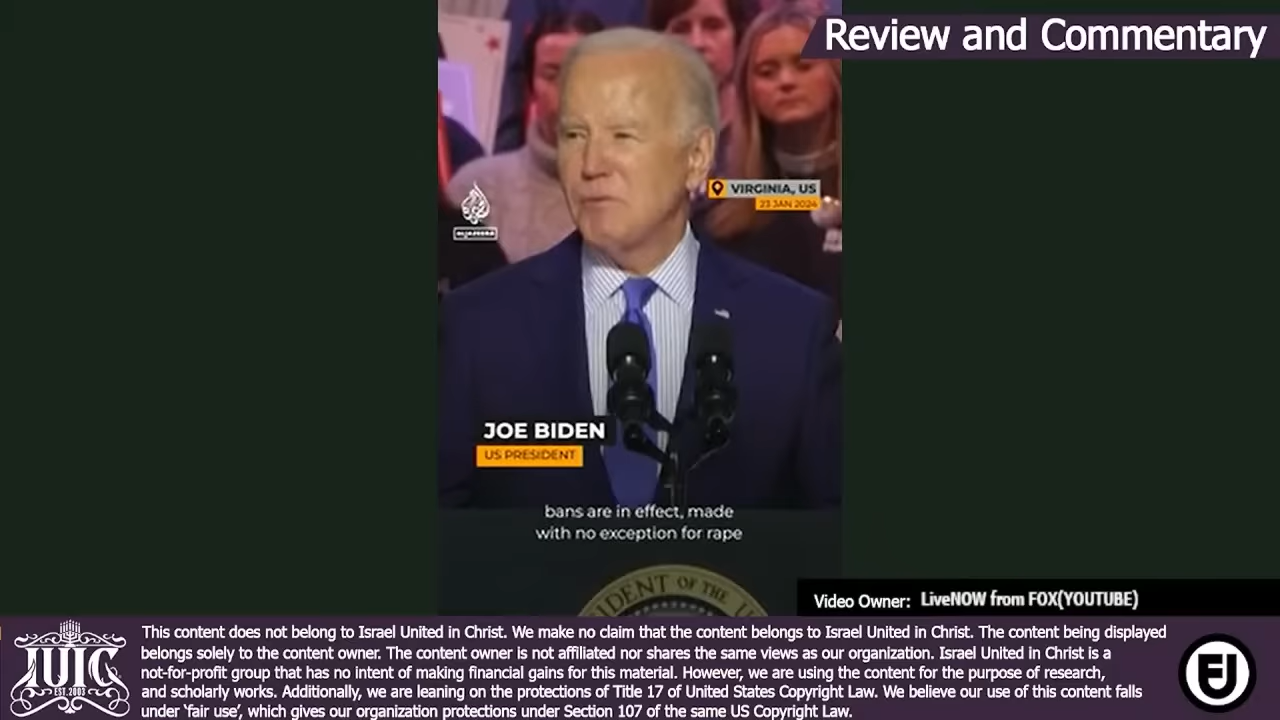 Review and Commentary
VIRGINIA, US
23 JAN 2024
ALJAZEERA
JOE BIDEN
US PRESIDENT
bans are in effect, made
with no exception for rape
IDENT OF THE U
Video Owner: LiveNOW from FOX(YOUTUBE)
IUIC
EST. 2003
This content does not belong to Israel United in Christ. We make no claim that the content belongs to Israel United in Christ. The content being displayed
belongs solely to the content owner. The content owner is not affiliated nor shares the same views as our organization. Israel United in Christ is a
not-for-profit group that has no intent of making financial gains for this material. However, we are using the content for the purpose of research,
and scholarly works. Additionally, we are leaning on the protections of Title 17 of United States Copyright Law. We believe our use of this content falls
under ‘fair use’, which gives our organization protections under Section 107 of the same US Copyright Law.